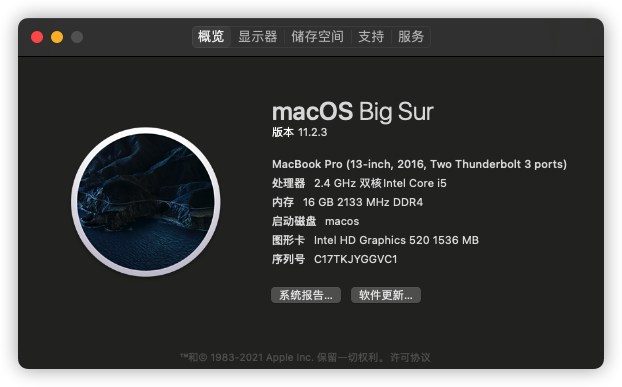 概览 显示器 储存空间 支持 服务
macOS Big Sur
版本 11.2.3
MacBook Pro (13-inch, 2016, Two Thunderbolt 3 ports)
处理器 2.4 GHz 双核Intel Core i5
内存 16 GB 2133 MHz DDR4
启动磁盘 macos
图形卡 Intel HD Graphics 520 1536 MB
序列号 C17TKJYGGVC1
系统报告... 软件更新...
™和© 1983-2021 Apple Inc. 保留一切权利。许可协议